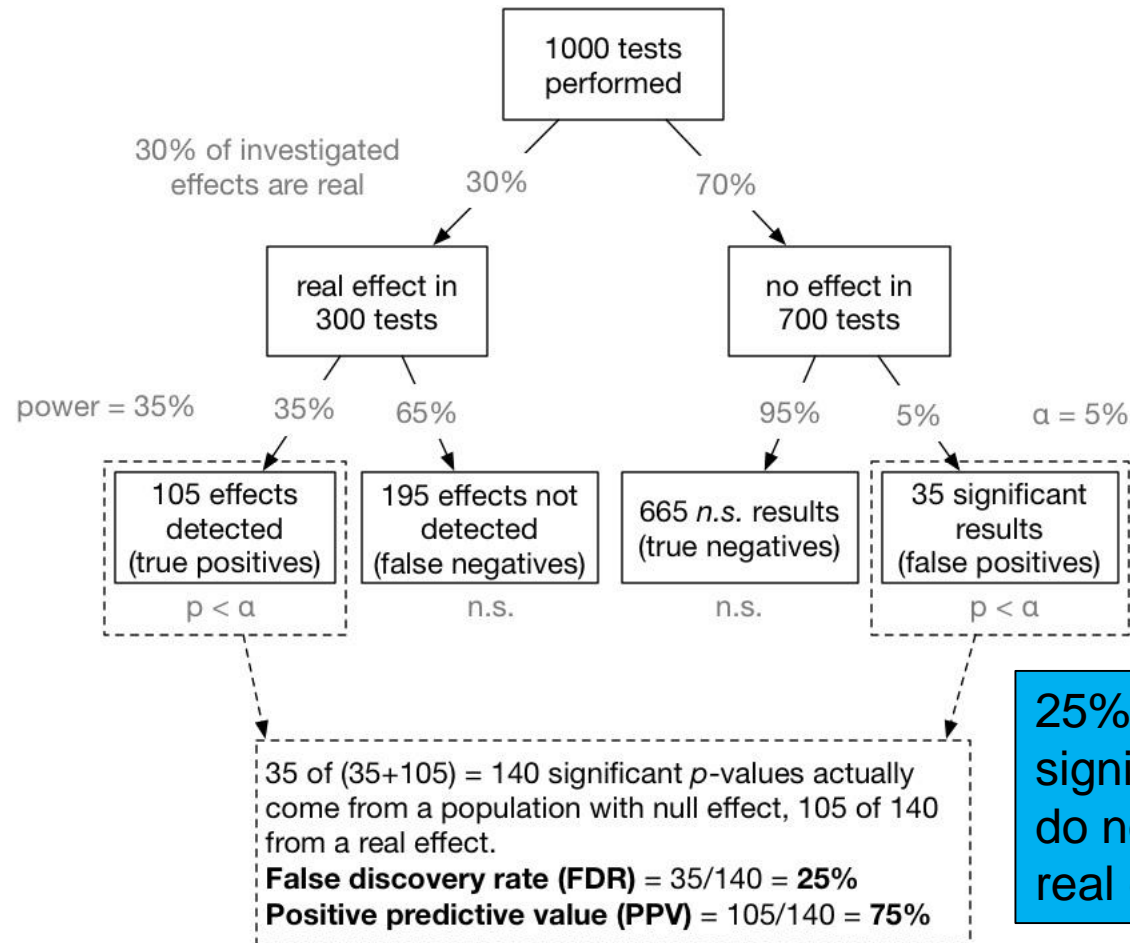 1000 tests
performed
30% of investigated
effects are real
30%
70%
real effect in
300 tests
no effect in
700 tests
power = 35%
35%
65%
95%
5%
α = 5%
105 effects
detected
(true positives)
195 effects not
detected
(false negatives)
665 n.s. results
(true negatives)
35 significant
results
(false positives)
p < α
n.s.
n.s.
p < α
35 of (35+105) = 140 significant p-values actually
come from a population with null effect, 105 of 140
from a real effect.
False discovery rate (FDR) = 35/140 = 25%
Positive predictive value (PPV) = 105/140 = 75%
25%
do
real